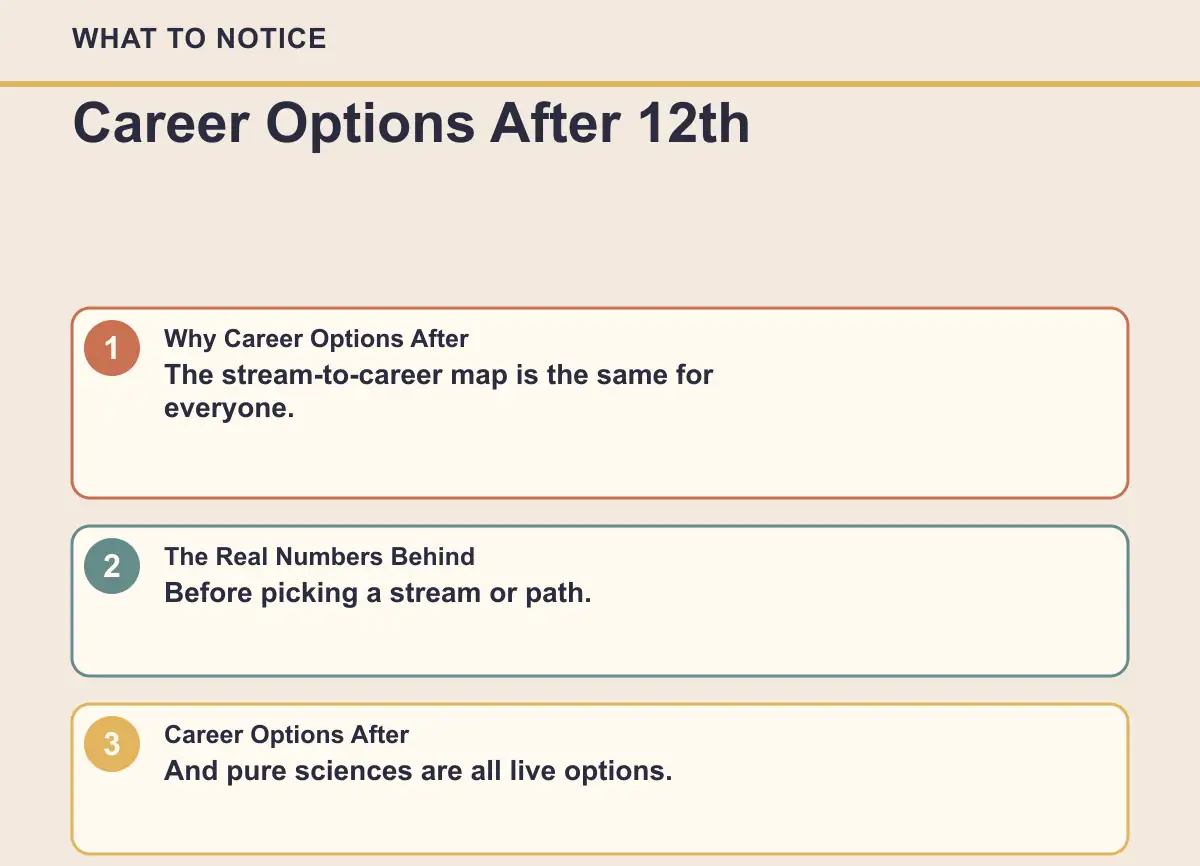 WHAT TO NOTICE
Career Options After 12th
1
Why Career Options After
The stream-to-career map is the same for
everyone.
2
The Real Numbers Behind
Before picking a stream or path.
3
Career Options After
And pure sciences are all live options.